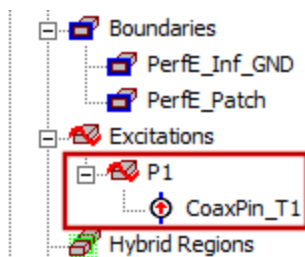 Boundaries
PerfE_Inf_GND
PerfE_Patch
Excitations
P1
CoaxPin_T1
Hybrid Regions